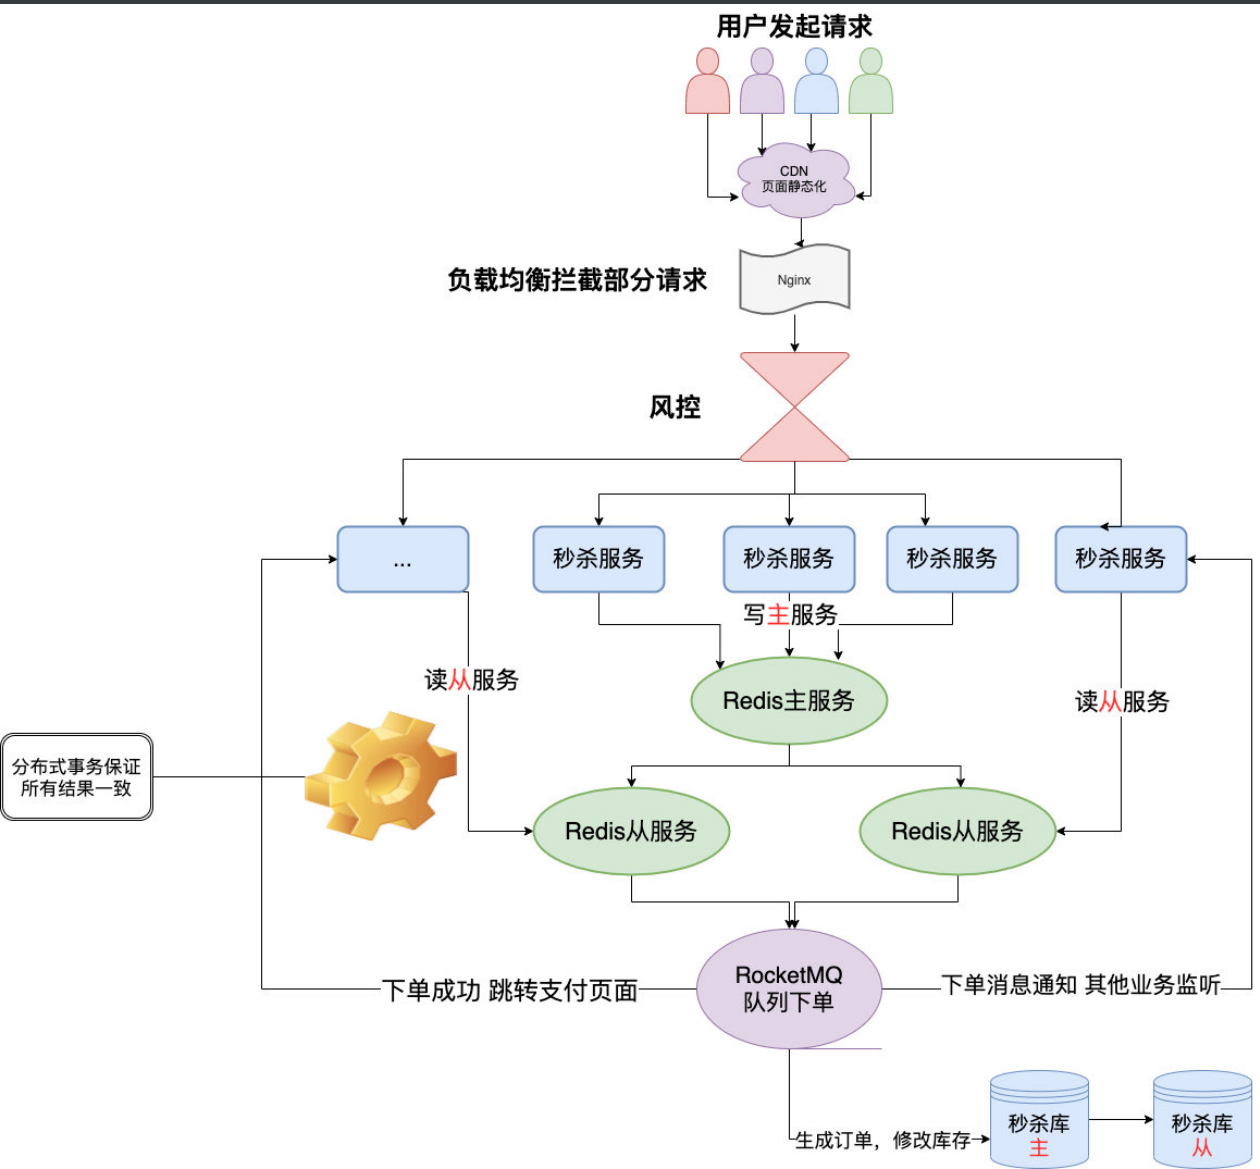 用户发起请求
CDN
页面静态化
负载均衡拦截部分请求
Nginx
风控
...
秒杀服务
秒杀服务
秒杀服务
秒杀服务
写主服务
读从服务
Redis主服务
读从服务
分布式事务保证
所有结果一致
Redis从服务
Redis从服务
RocketMQ
队列下单
下单成功 跳转支付页面
下单消息通知 其他业务监听
生成订单，修改库存
秒杀库
主
秒杀库
从